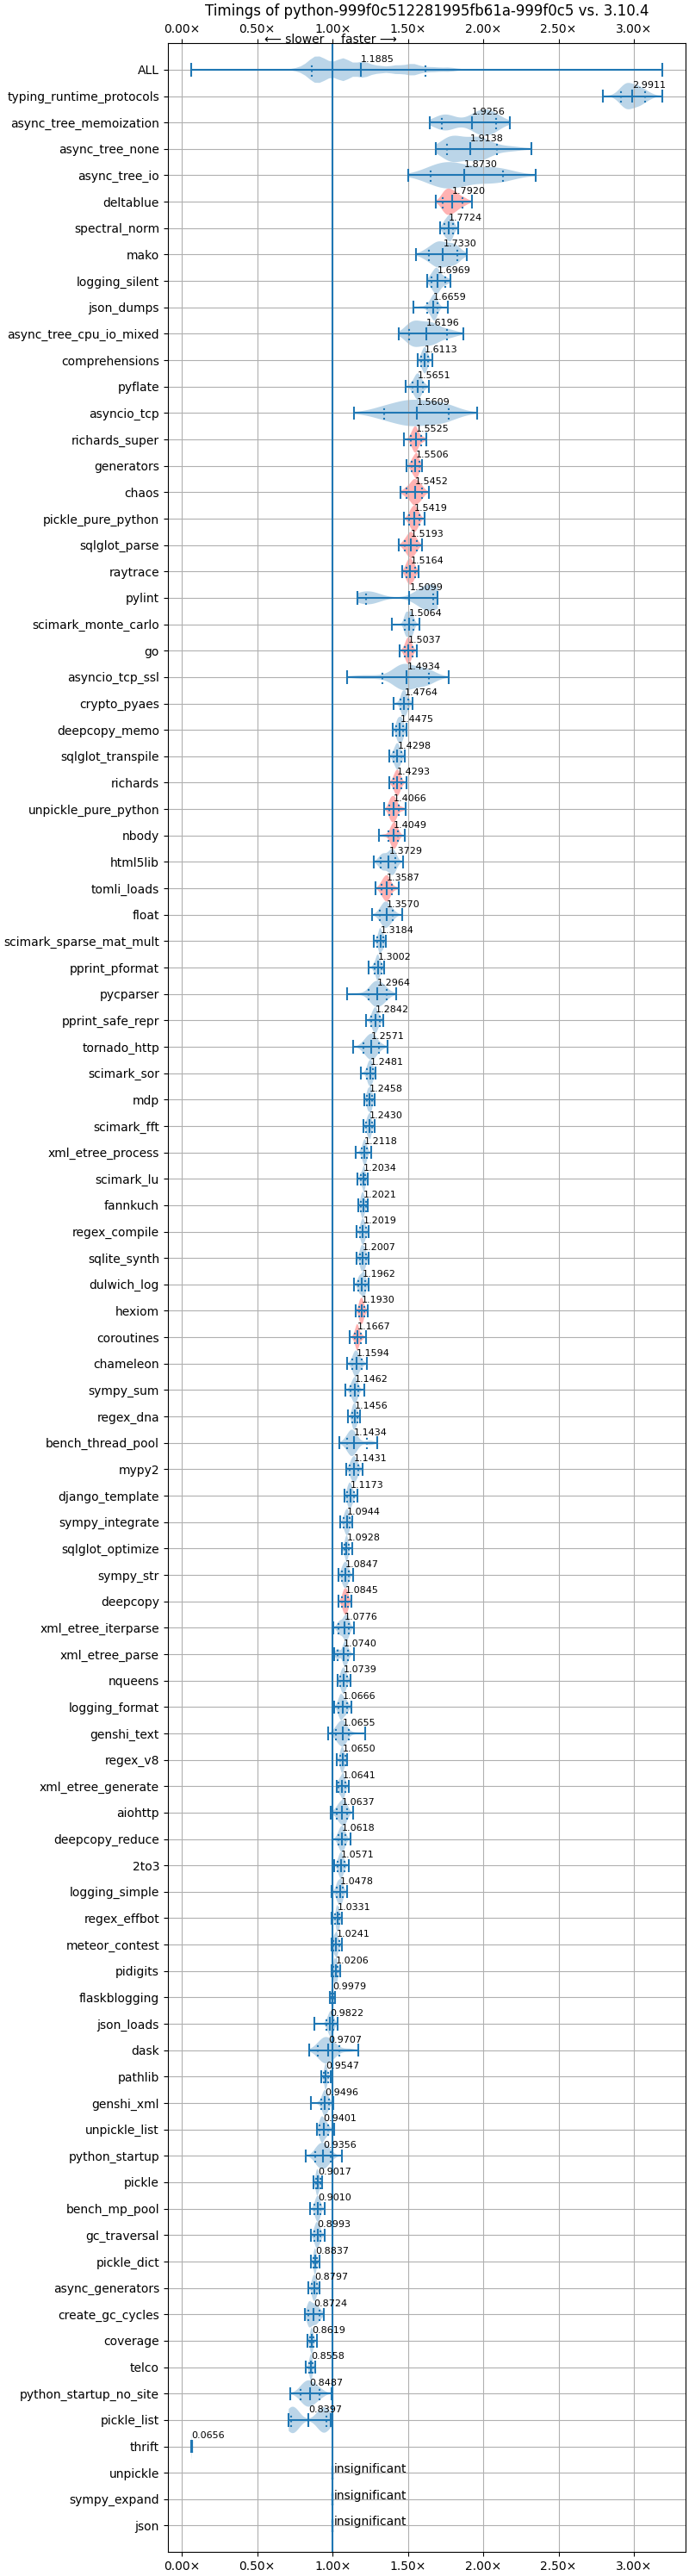 Timings of python-999f0c512281995fb61a-999f0c5 vs. 3.10.4
0.00× 0.50× 1.00× 1.50× 2.00× 2.50× 3.00×
⟵ slower faster ⟶
ALL 1.1885
typing_runtime_protocols 2.9911
async_tree_memoization 1.9256
async_tree_none 1.9138
async_tree_io 1.8730
deltablue 1.7920
spectral_norm 1.7724
mako 1.7330
logging_silent 1.6969
json_dumps 1.6659
async_tree_cpu_io_mixed 1.6196
comprehensions 1.6113
pyflate 1.5651
asyncio_tcp 1.5609
richards_super 1.5525
generators 1.5506
chaos 1.5452
pickle_pure_python 1.5419
sqlglot_parse 1.5193
raytrace 1.5164
pylint 1.5099
scimark_monte_carlo 1.5064
go 1.5037
asyncio_tcp_ssl 1.4934
crypto_pyaes 1.4764
deepcopy_memo 1.4475
sqlglot_transpile 1.4298
richards 1.4293
unpickle_pure_python 1.4066
nbody 1.4049
html5lib 1.3729
tomli_loads 1.3587
float 1.3570
scimark_sparse_mat_mult 1.3184
pprint_pformat 1.3002
pycparser 1.2964
pprint_safe_repr 1.2842
tornado_http 1.2571
scimark_sor 1.2481
mdp 1.2458
scimark_fft 1.2430
xml_etree_process 1.2118
scimark_lu 1.2034
fannkuch 1.2021
regex_compile 1.2019
sqlite_synth 1.2007
dulwich_log 1.1962
hexiom 1.1930
coroutines 1.1667
chameleon 1.1594
sympy_sum 1.1462
regex_dna 1.1456
bench_thread_pool 1.1434
mypy2 1.1431
django_template 1.1173
sympy_integrate 1.0944
sqlglot_optimize 1.0928
sympy_str 1.0847
deepcopy 1.0845
xml_etree_iterparse 1.0776
xml_etree_parse 1.0740
nqueens 1.0739
logging_format 1.0666
genshi_text 1.0655
regex_v8 1.0650
xml_etree_generate 1.0641
aiohttp 1.0637
deepcopy_reduce 1.0618
2to3 1.0571
logging_simple 1.0478
regex_effbot 1.0331
meteor_contest 1.0241
pidigits 1.0206
flaskblogging 0.9979
json_loads 0.9822
dask 0.9707
pathlib 0.9547
genshi_xml 0.9496
unpickle_list 0.9401
python_startup 0.9356
pickle 0.9017
bench_mp_pool 0.9010
gc_traversal 0.8993
pickle_dict 0.8837
async_generators 0.8797
create_gc_cycles 0.8724
coverage 0.8619
telco 0.8558
python_startup_no_site 0.8487
pickle_list 0.8397
thrift 0.0656
unpickle insignificant
sympy_expand insignificant
json insignificant
0.00× 0.50× 1.00× 1.50× 2.00× 2.50× 3.00×